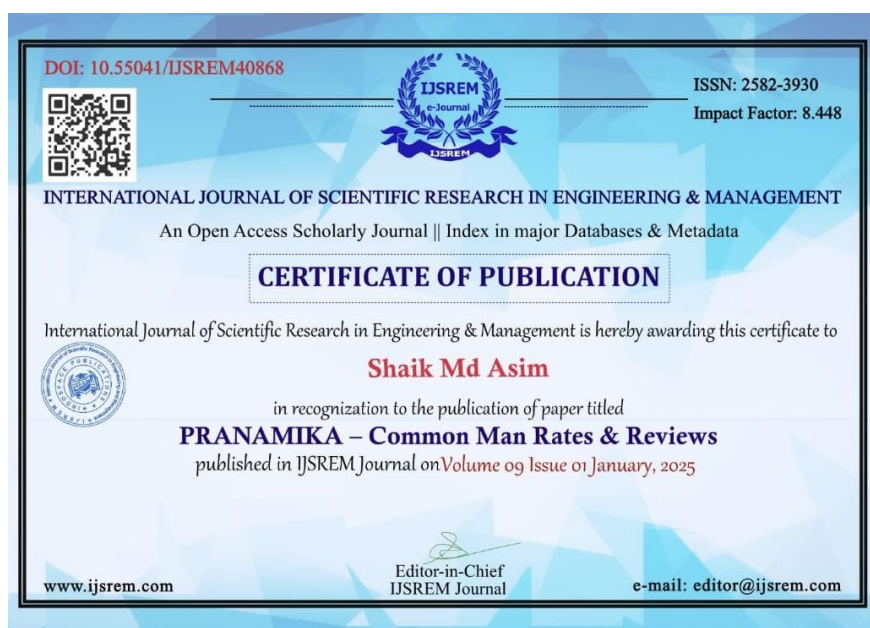 DOI: 10.55041/IJSREM40868
ISSN: 2582-3930
Impact Factor: 8.448
IJSREM
e-Journal
IJSREM
INTERNATIONAL JOURNAL OF SCIENTIFIC RESEARCH IN ENGINEERING & MANAGEMENT
An Open Access Scholarly Journal || Index in major Databases & Metadata
CERTIFICATE OF PUBLICATION
International Journal of Scientific Research in Engineering & Management is hereby awarding this certificate to
Shaik Md Asim
in recognization to the publication of paper titled
PRANAMIKA – Common Man Rates & Reviews
published in IJSREM Journal on Volume 09 Issue 01 January, 2025
Editor-in-Chief
IJSREM Journal
www.ijsrem.com
e-mail: editor@ijsrem.com